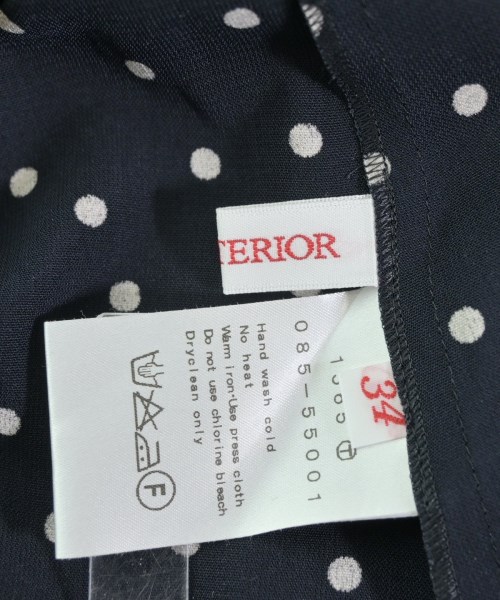 TERIOR
34
085-55001
Hand wash cold
No heat
Warm iron·Use press cloth
Do not use chlorine bleach
Dryclean only
F